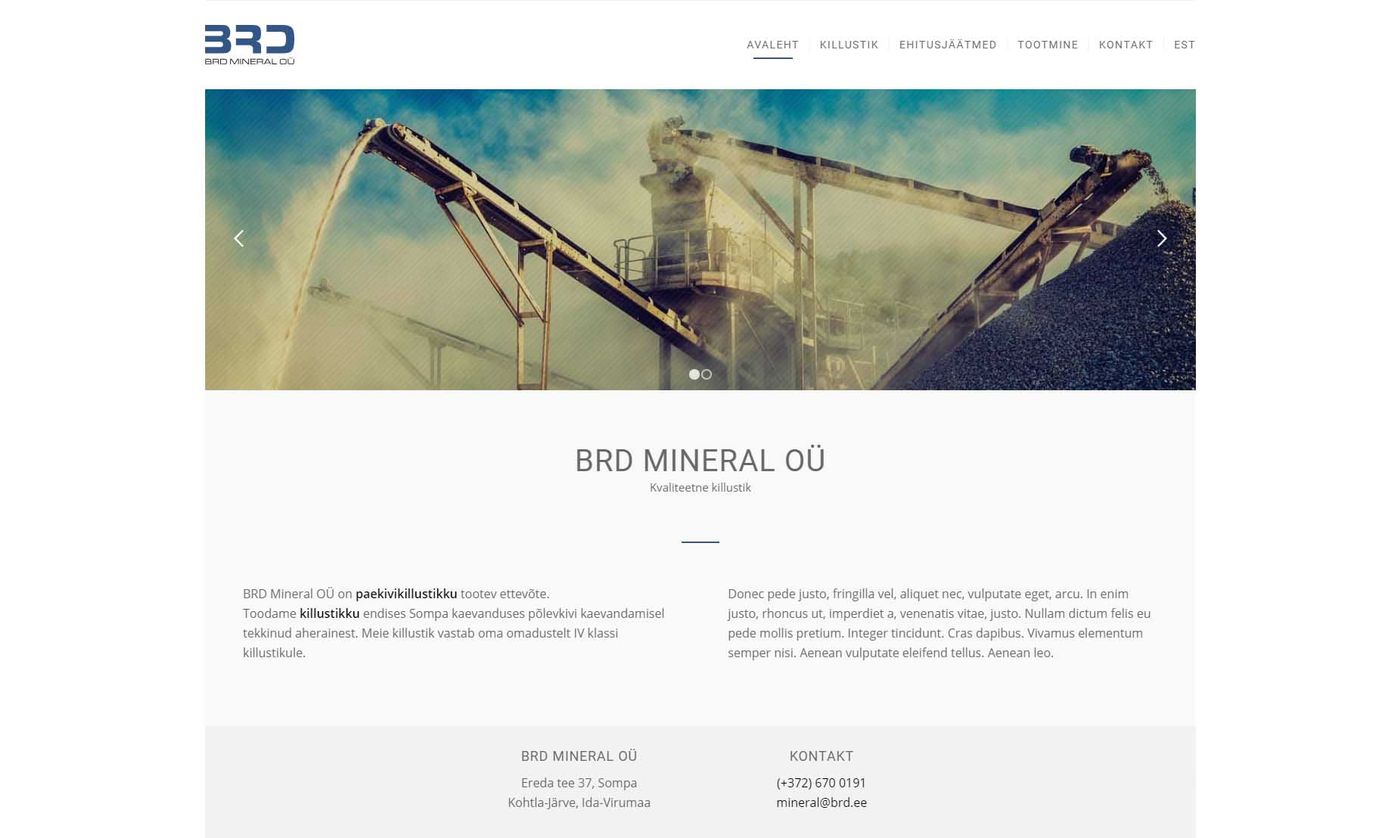 BRD
BRD MINERAL OÜ
AVALEHT KILLUSTIK EHITUSJÄÄTMED TOOTMINE KONTAKT EST
BRD MINERAL OÜ
Kvaliteetne killustik
BRD Mineral OÜ on paekivikillustikku tootev ettevõte.
Toodame killustikku endises Sompa kaevanduses põlevkivi kaevandamisel
tekkinud aherainest. Meie killustik vastab oma omadustelt IV klassi
killustikule.
Donec pede justo, fringilla vel, aliquet nec, vulputate eget, arcu. In enim
justo, rhoncus ut, imperdiet a, venenatis vitae, justo. Nullam dictum felis eu
pede mollis pretium. Integer tincidunt. Cras dapibus. Vivamus elementum
semper nisi. Aenean vulputate eleifend tellus. Aenean leo.
BRD MINERAL OÜ
Ereda tee 37, Sompa
Kohtla-Järve, Ida-Virumaa
KONTAKT
(+372) 670 0191
mineral@brd.ee